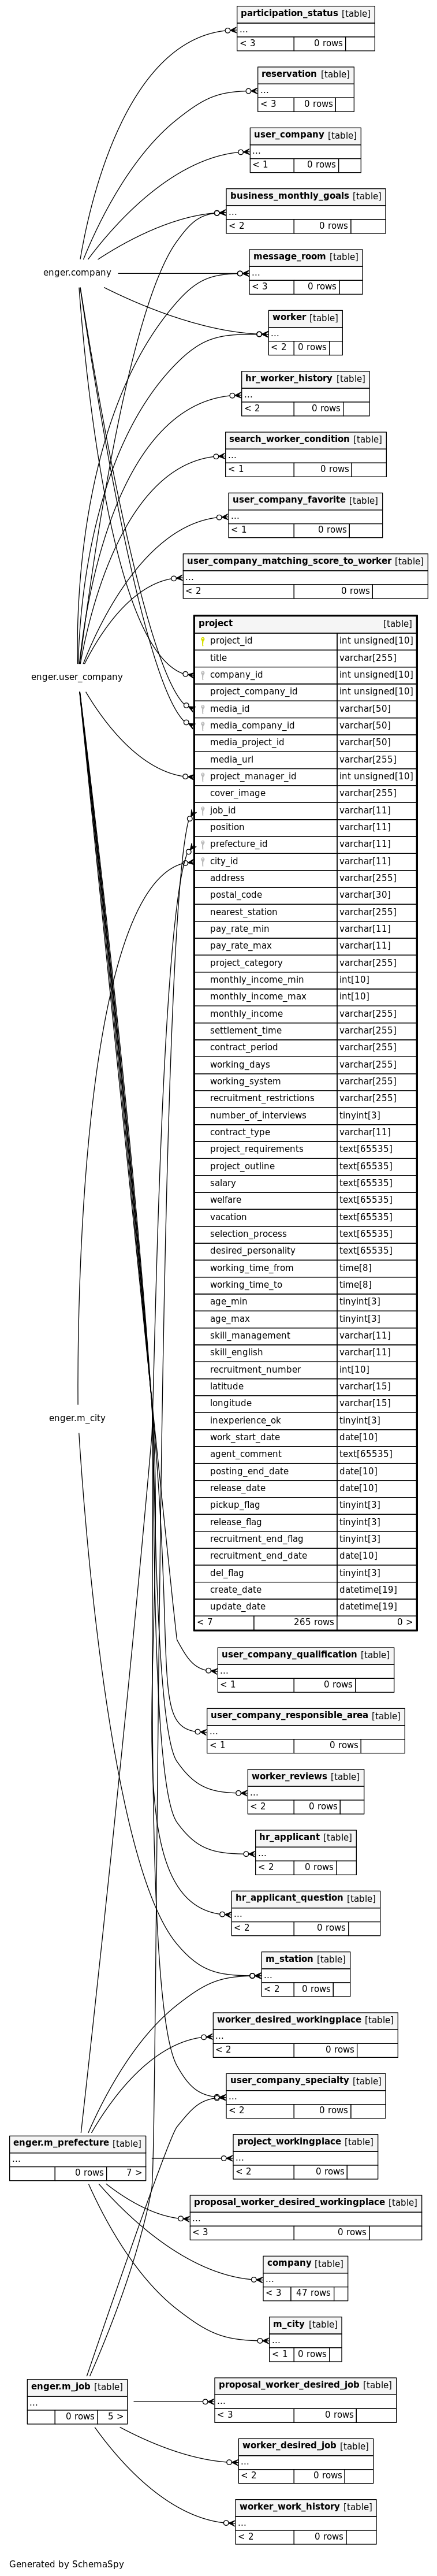 participation_status [table]
...
< 3 0 rows
reservation [table]
...
< 3 0 rows
user_company [table]
...
< 1 0 rows
business_monthly_goals [table]
...
< 2 0 rows
enger.company
message_room [table]
...
< 3 0 rows
worker [table]
...
< 2 0 rows
hr_worker_history [table]
...
< 2 0 rows
search_worker_condition [table]
...
< 1 0 rows
user_company_favorite [table]
...
< 1 0 rows
user_company_matching_score_to_worker [table]
...
< 2 0 rows
enger.user_company
project [table]
project_id int unsigned[10]
title varchar[255]
company_id int unsigned[10]
project_company_id int unsigned[10]
media_id varchar[50]
media_company_id varchar[50]
media_project_id varchar[50]
media_url varchar[255]
project_manager_id int unsigned[10]
cover_image varchar[255]
job_id varchar[11]
position varchar[11]
prefecture_id varchar[11]
city_id varchar[11]
address varchar[255]
postal_code varchar[30]
nearest_station varchar[255]
pay_rate_min varchar[11]
pay_rate_max varchar[11]
project_category varchar[255]
monthly_income_min int[10]
monthly_income_max int[10]
monthly_income varchar[255]
settlement_time varchar[255]
contract_period varchar[255]
working_days varchar[255]
working_system varchar[255]
recruitment_restrictions varchar[255]
number_of_interviews tinyint[3]
contract_type varchar[11]
project_requirements text[65535]
project_outline text[65535]
salary text[65535]
welfare text[65535]
vacation text[65535]
selection_process text[65535]
desired_personality text[65535]
working_time_from time[8]
working_time_to time[8]
age_min tinyint[3]
age_max tinyint[3]
skill_management varchar[11]
skill_english varchar[11]
recruitment_number int[10]
latitude varchar[15]
longitude varchar[15]
inexperience_ok tinyint[3]
work_start_date date[10]
agent_comment text[65535]
posting_end_date date[10]
release_date date[10]
pickup_flag tinyint[3]
release_flag tinyint[3]
recruitment_end_flag tinyint[3]
recruitment_end_date date[10]
del_flag tinyint[3]
create_date datetime[19]
update_date datetime[19]
< 7 265 rows 0 >
enger.m_city
user_company_qualification [table]
...
< 1 0 rows
user_company_responsible_area [table]
...
< 1 0 rows
worker_reviews [table]
...
< 2 0 rows
hr_applicant [table]
...
< 2 0 rows
hr_applicant_question [table]
...
< 2 0 rows
m_station [table]
...
< 2 0 rows
worker_desired_workingplace [table]
...
< 2 0 rows
user_company_specialty [table]
...
< 2 0 rows
enger.m_prefecture [table]
...
0 rows 7 >
project_workingplace [table]
...
< 2 0 rows
proposal_worker_desired_workingplace [table]
...
< 3 0 rows
company [table]
...
< 3 47 rows
m_city [table]
...
< 1 0 rows
enger.m_job [table]
...
0 rows 5 >
proposal_worker_desired_job [table]
...
< 3 0 rows
worker_desired_job [table]
...
< 2 0 rows
worker_work_history [table]
...
< 2 0 rows
Generated by SchemaSpy